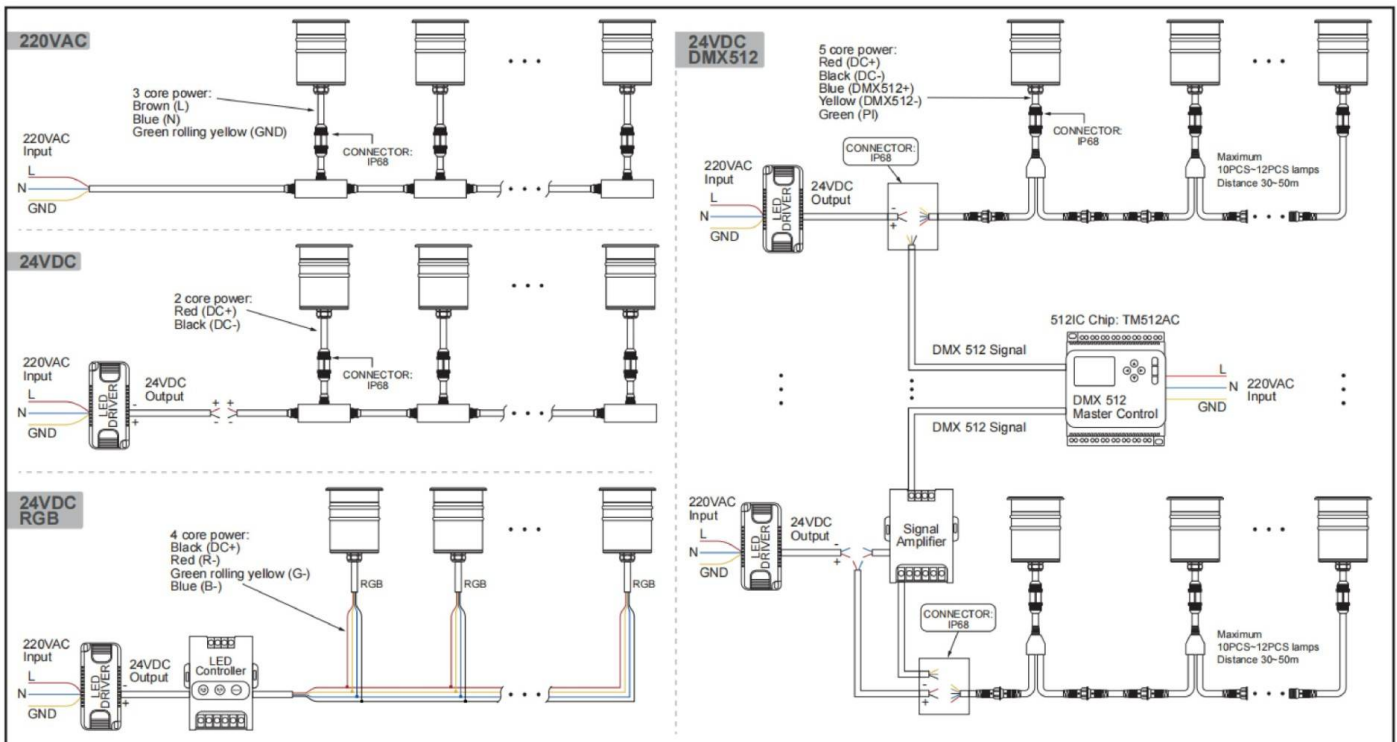 220VAC
3 core power:
Brown (L)
Blue (N)
Green rolling yellow (GND)
220VAC
Input
L
N
GND
CONNECTOR:
IP68
24VDC
2 core power:
Red (DC+)
Black (DC-)
220VAC
Input
L
N
GND
LED
DRIVER
24VDC
Output
-
+
+ +
- -
CONNECTOR:
IP68
24VDC
RGB
4 core power:
Black (DC+)
Red (R-)
Green rolling yellow (G-)
Blue (B-)
RGB
RGB
RGB
220VAC
Input
L
N
GND
LED
DRIVER
24VDC
Output
-
+
LED
Controller
24VDC
DMX512
5 core power:
Red (DC+)
Black (DC-)
Blue (DMX512+)
Yellow (DMX512-)
Green (PI)
CONNECTOR:
IP68
CONNECTOR:
IP68
220VAC
Input
L
N
GND
LED
DRIVER
24VDC
Output
-
+
Maximum
10PCS~12PCS lamps
Distance 30~50m
512IC Chip: TM512AC
DMX 512 Signal
DMX 512
Master Control
L
N
GND
220VAC
Input
DMX 512 Signal
220VAC
Input
L
N
GND
LED
DRIVER
24VDC
Output
-
+
Signal
Amplifier
CONNECTOR:
IP68
-
+
Maximum
10PCS~12PCS lamps
Distance 30~50m